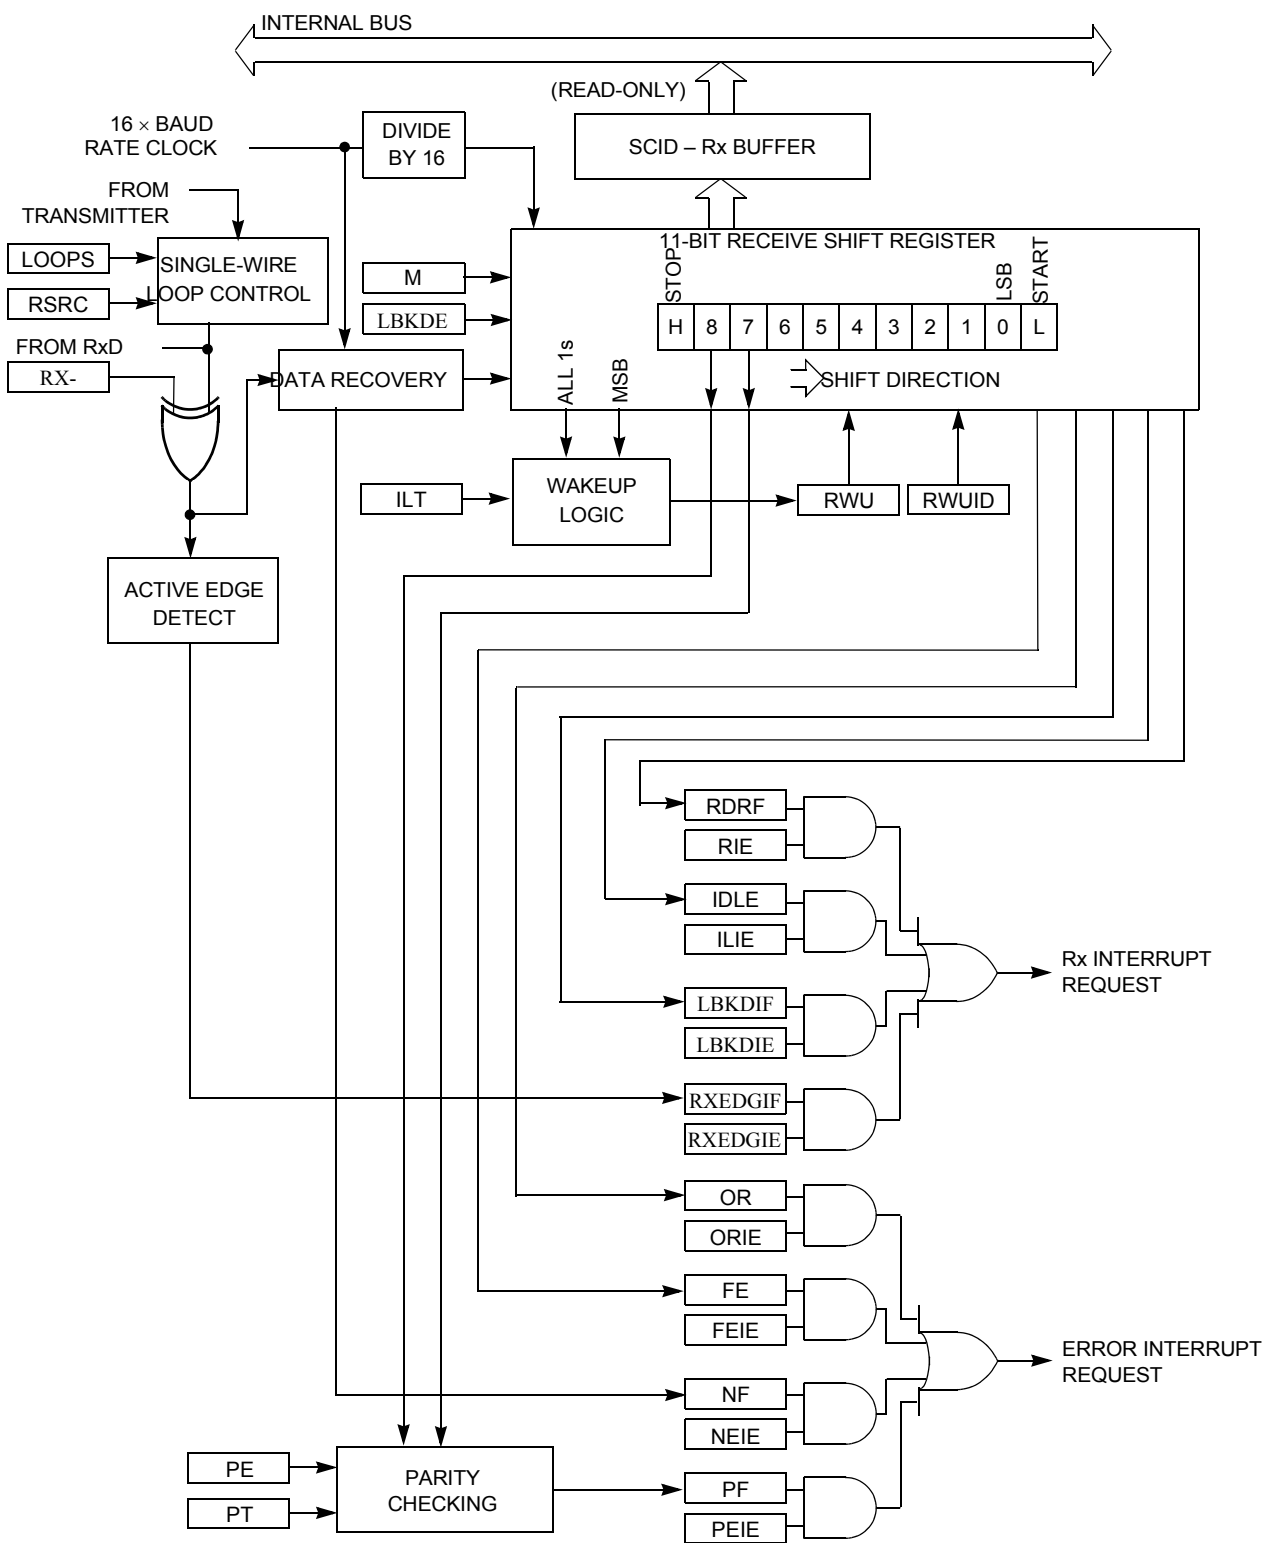 INTERNAL BUS
(READ-ONLY)
16 × BAUD
RATE CLOCK
DIVIDE
BY 16
SCID – Rx BUFFER
FROM
TRANSMITTER
LOOPS
RSRC
SINGLE-WIRE
LOOP CONTROL
M
LBKDE
11-BIT RECEIVE SHIFT REGISTER
STOP
LSB
START
H 8 7 6 5 4 3 2 1 0 L
FROM RxD
RX-
DATA RECOVERY
ALL 1s
MSB
SHIFT DIRECTION
ILT
WAKEUP
LOGIC
RWU
RWUID
ACTIVE EDGE
DETECT
RDRF
RIE
IDLE
ILIE
Rx INTERRUPT
REQUEST
LBKDIF
LBKDIE
RXEDGIF
RXEDGIE
OR
ORIE
FE
FEIE
ERROR INTERRUPT
REQUEST
NF
NEIE
PE
PT
PARITY
CHECKING
PF
PEIE